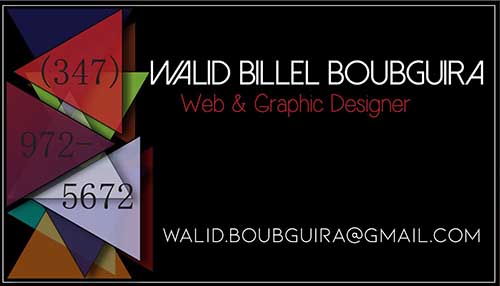 (347)
972-
5672
WALID BILLEL BOUBGUIRA
Web & Graphic Designer
WALID.BOUBGUIRA@GMAIL.COM